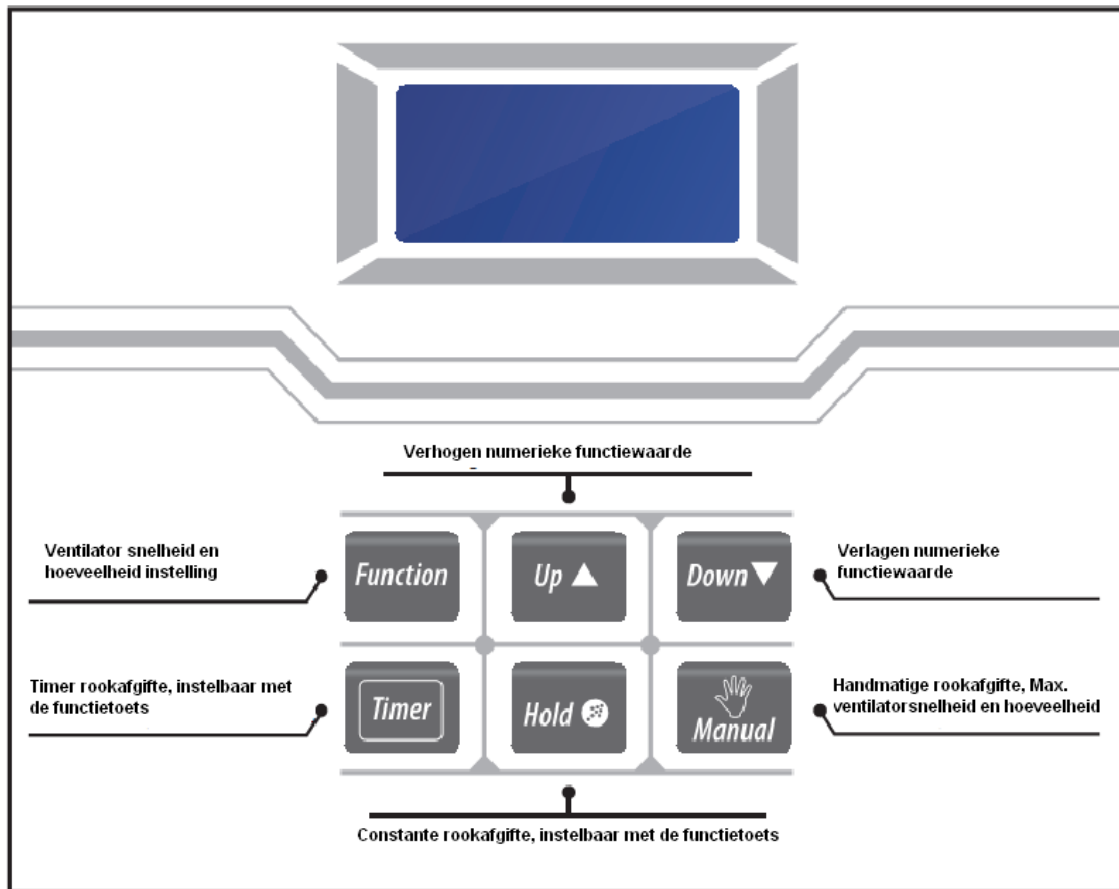 Verhogen numerieke functiewaarde
Ventilator snelheid en
hoeveelheid instelling
Function
Up
Down
Verlagen numerieke
functiewaarde
Timer rookafgifte, instelbaar met
de functietoets
Timer
Hold
Manual
Handmatige rookafgifte, Max.
ventilatorsnelheid en hoeveelheid
Constante rookafgifte, instelbaar met de functietoets